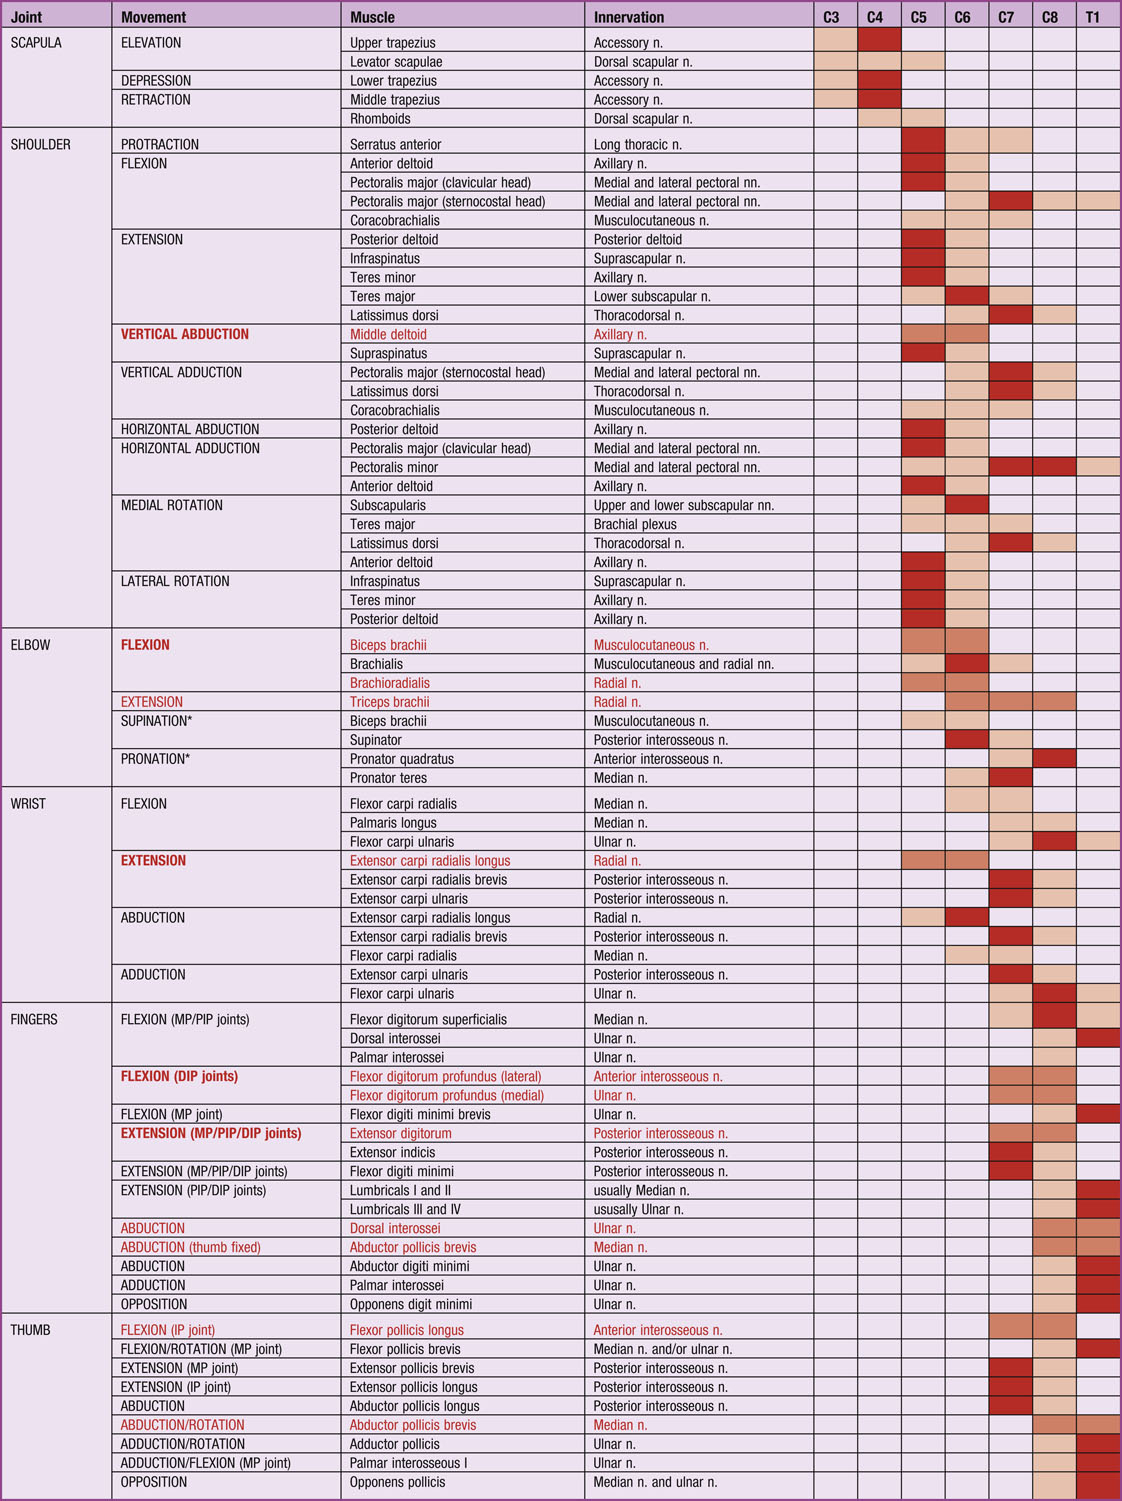 Joint Movement Muscle Innervation C3 C4 C5 C6 C7 C8 T1
SCAPULA ELEVATION Upper trapezius Accessory n.
Levator scapulae Dorsal scapular n.
DEPRESSION Lower trapezius Accessory n.
RETRACTION Middle trapezius Accessory n.
Rhomboids Dorsal scapular n.
SHOULDER PROTRACTION Serratus anterior Long thoracic n.
FLEXION Anterior deltoid Axillary n.
Pectoralis major (clavicular head) Medial and lateral pectoral nn.
Pectoralis major (sternocostal head) Medial and lateral pectoral nn.
Coracobrachialis Musculocutaneous n.
EXTENSION Posterior deltoid Posterior deltoid
Infraspinatus Suprascapular n.
Teres minor Axillary n.
Teres major Lower subscapular n.
Latissimus dorsi Thoracodorsal n.
VERTICAL ABDUCTION Middle deltoid Axillary n.
Supraspinatus Suprascapular n.
VERTICAL ADDUCTION Pectoralis major (sternocostal head) Medial and lateral pectoral nn.
Latissimus dorsi Thoracodorsal n.
Coracobrachialis Musculocutaneous n.
HORIZONTAL ABDUCTION Posterior deltoid Axillary n.
HORIZONTAL ADDUCTION Pectoralis major (clavicular head) Medial and lateral pectoral nn.
Pectoralis minor Medial and lateral pectoral nn.
Anterior deltoid Axillary n.
MEDIAL ROTATION Subscapularis Upper and lower subscapular nn.
Teres major Brachial plexus
Latissimus dorsi Thoracodorsal n.
Anterior deltoid Axillary n.
LATERAL ROTATION Infraspinatus Suprascapular n.
Teres minor Axillary n.
Posterior deltoid Axillary n.
ELBOW FLEXION Biceps brachii Musculocutaneous n.
Brachialis Musculocutaneous and radial nn.
Brachioradialis Radial n.
EXTENSION Triceps brachii Radial n.
SUPINATION* Biceps brachii Musculocutaneous n.
Supinator Posterior interosseous n.
PRONATION* Pronator quadratus Anterior interosseous n.
Pronator teres Median n.
WRIST FLEXION Flexor carpi radialis Median n.
Palmaris longus Median n.
Flexor carpi ulnaris Ulnar n.
EXTENSION Extensor carpi radialis longus Radial n.
Extensor carpi radialis brevis Posterior interosseous n.
Extensor carpi ulnaris Posterior interosseous n.
ABDUCTION Extensor carpi radialis longus Radial n.
Extensor carpi radialis brevis Posterior interosseous n.
Flexor carpi radialis Median n.
ADDUCTION Extensor carpi ulnaris Posterior interosseous n.
Flexor carpi ulnaris Ulnar n.
FINGERS FLEXION (MP/PIP joints) Flexor digitorum superficialis Median n.
Dorsal interossei Ulnar n.
Palmar interossei Ulnar n.
FLEXION (DIP joints) Flexor digitorum profundus (lateral) Anterior interosseous n.
Flexor digitorum profundus (medial) Ulnar n.
FLEXION (MP joint) Flexor digiti minimi brevis Ulnar n.
EXTENSION (MP/PIP/DIP joints) Extensor digitorum Posterior interosseous n.
Extensor indicis Posterior interosseous n.
EXTENSION (MP/PIP/DIP joints) Flexor digiti minimi Posterior interosseous n.
EXTENSION (PIP/DIP joints) Lumbricals I and II usually Median n.
Lumbricals III and IV ususally Ulnar n.
ABDUCTION Dorsal interossei Ulnar n.
ABDUCTION (thumb fixed) Abductor pollicis brevis Median n.
ABDUCTION Abductor digiti minimi Ulnar n.
ADDUCTION Palmar interossei Ulnar n.
OPPOSITION Opponens digit minimi Ulnar n.
THUMB FLEXION (IP joint) Flexor pollicis longus Anterior interosseous n.
FLEXION/ROTATION (MP joint) Flexor pollicis brevis Median n. and/or ulnar n.
EXTENSION (MP joint) Extensor pollicis brevis Posterior interosseous n.
EXTENSION (IP joint) Extensor pollicis longus Posterior interosseous n.
ABDUCTION Abductor pollicis longus Posterior interosseous n.
ABDUCTION/ROTATION Abductor pollicis brevis Median n.
ADDUCTION/ROTATION Adductor pollicis Ulnar n.
ADDUCTION/FLEXION (MP joint) Palmar interosseous I Ulnar n.
OPPOSITION Opponens pollicis Median n. and ulnar n.